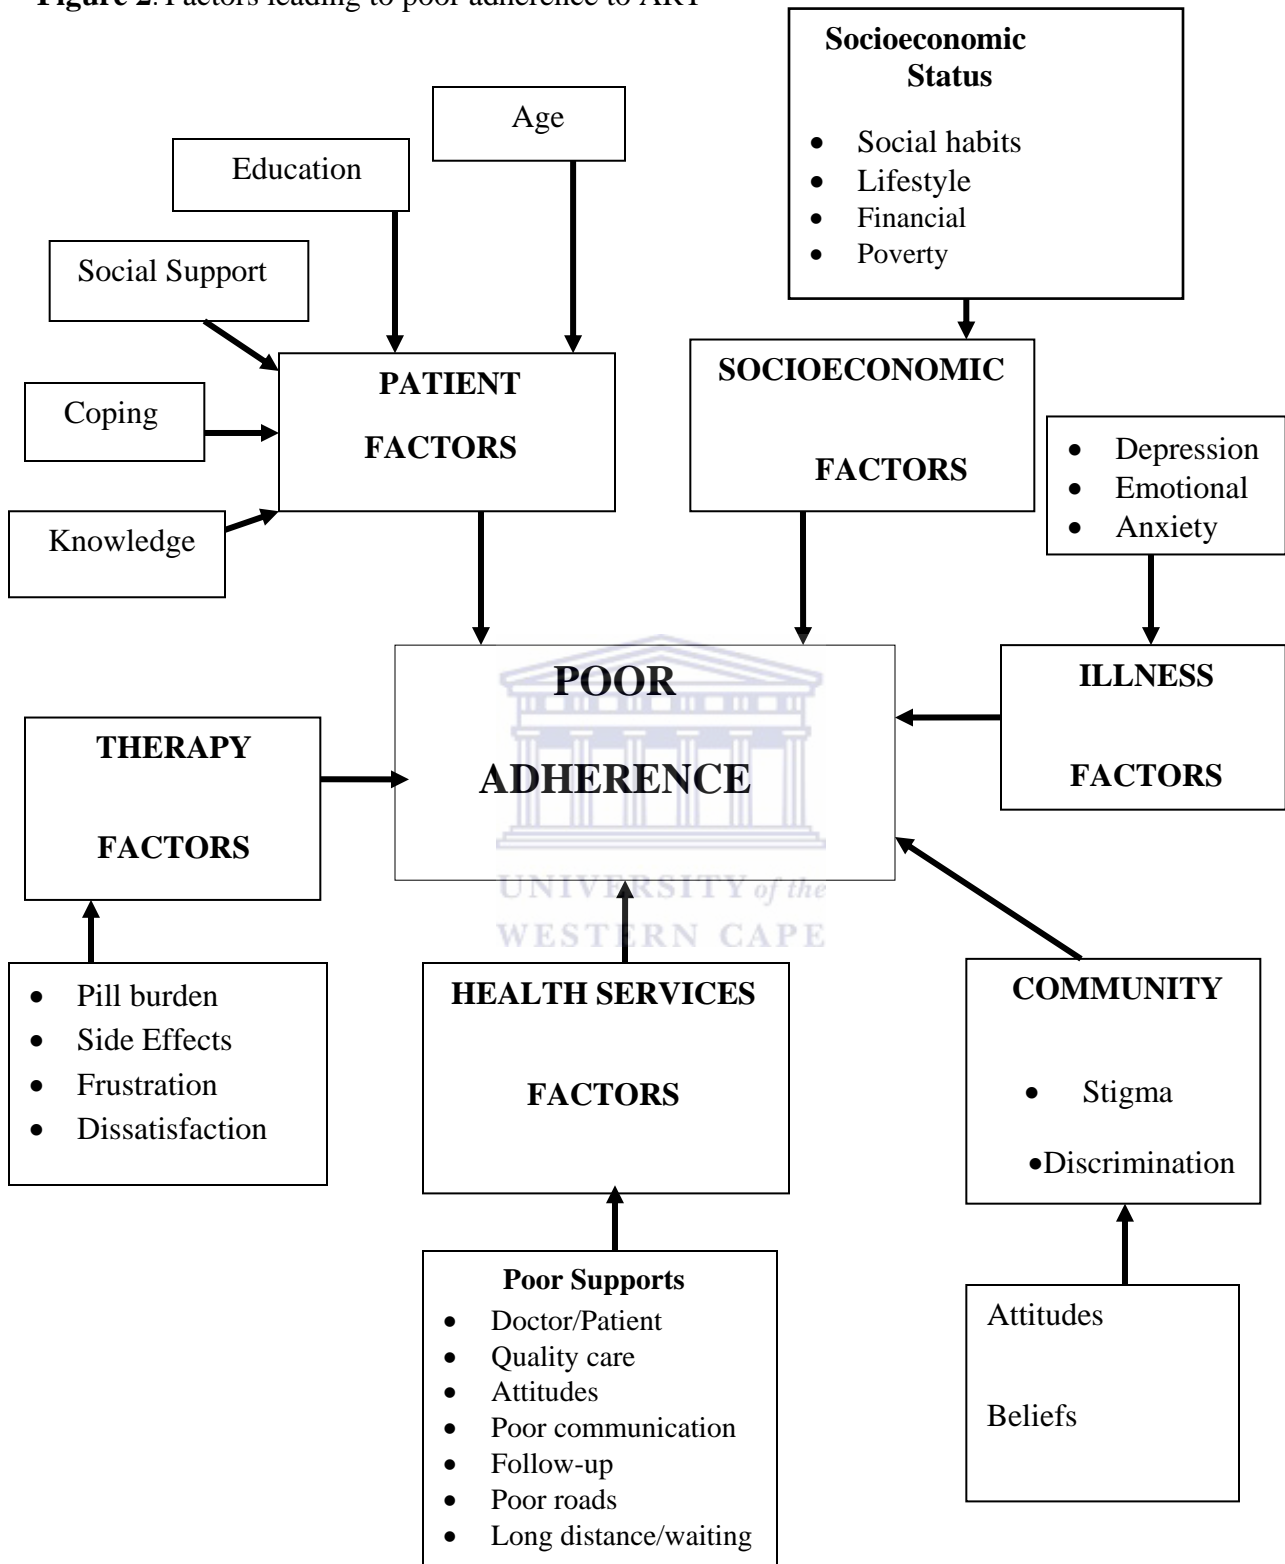 Figure 2. Factors leading to poor adherence to ART
Socioeconomic
Status
• Social habits
• Lifestyle
• Financial
• Poverty
Age
Education
Social Support
Coping
Knowledge
PATIENT
FACTORS
SOCIOECONOMIC
FACTORS
• Depression
• Emotional
• Anxiety
POOR
ADHERENCE
ILLNESS
FACTORS
THERAPY
FACTORS
UNIVERSITY of the
WESTERN CAPE
• Pill burden
• Side Effects
• Frustration
• Dissatisfaction
HEALTH SERVICES
FACTORS
COMMUNITY
• Stigma
•Discrimination
Poor Supports
• Doctor/Patient
• Quality care
• Attitudes
• Poor communication
• Follow-up
• Poor roads
• Long distance/waiting
Attitudes
Beliefs